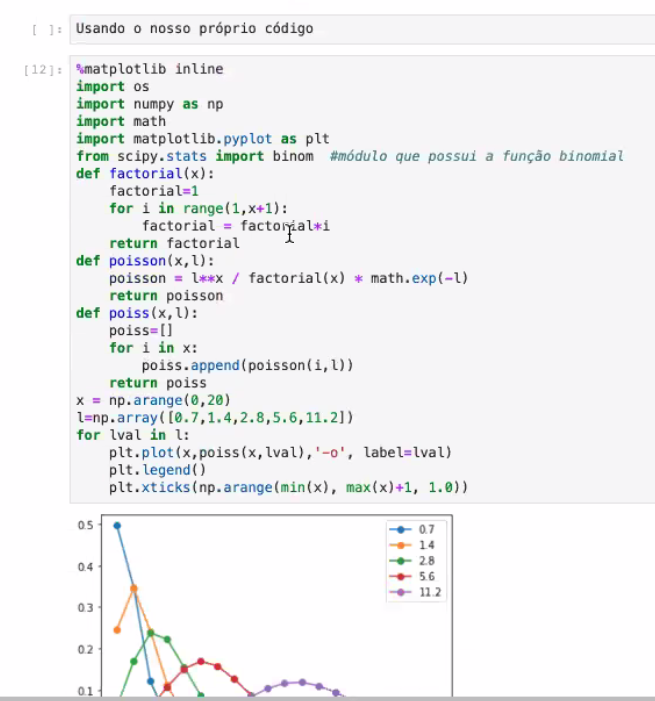 [ ]: Usando o nosso próprio código
[12]: %matplotlib inline
import os
import numpy as np
import math
import matplotlib.pyplot as plt
from scipy.stats import binom  #módulo que possui a função binomial
def factorial(x):
    factorial=1
    for i in range(1,x+1):
        factorial = factorial*i
    return factorial
def poisson(x,l):
    poisson = l**x / factorial(x) * math.exp(-l)
    return poisson
def poiss(x,l):
    poiss=[]
    for i in x:
        poiss.append(poisson(i,l))
    return poiss
x = np.arange(0,20)
l=np.array([0.7,1.4,2.8,5.6,11.2])
for lval in l:
    plt.plot(x,poiss(x,lval),'-o', label=lval)
    plt.legend()
    plt.xticks(np.arange(min(x), max(x)+1, 1.0))
0.5
0.4
0.3
0.2
0.1
0.7
1.4
2.8
5.6
11.2